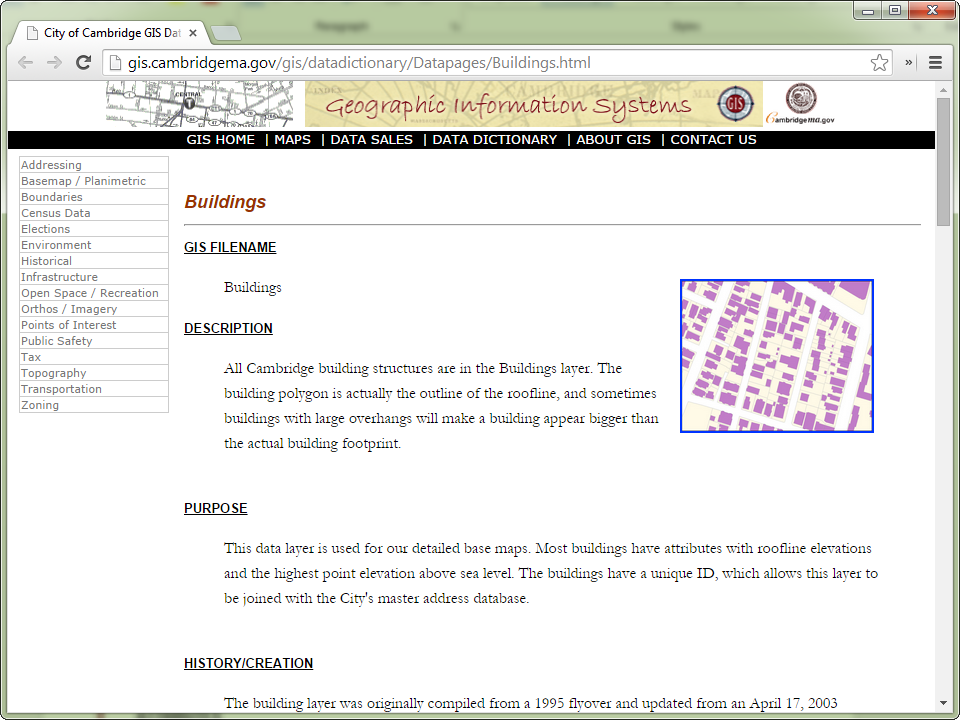 City of Cambridge GIS Dat
gis.cambridgema.gov/gis/datadictionary/Datapages/Buildings.html
CENTRAL
T
INDEX
Geographic Information Systems
GIS
Cambridgema.gov
GIS HOME | MAPS | DATA SALES | DATA DICTIONARY | ABOUT GIS | CONTACT US
Addressing
Basemap / Planimetric
Boundaries
Census Data
Elections
Environment
Historical
Infrastructure
Open Space / Recreation
Orthos / Imagery
Points of Interest
Public Safety
Tax
Topography
Transportation
Zoning
Buildings
GIS FILENAME
Buildings
DESCRIPTION
All Cambridge building structures are in the Buildings layer. The
building polygon is actually the outline of the roofline, and sometimes
buildings with large overhangs will make a building appear bigger than
the actual building footprint.
PURPOSE
This data layer is used for our detailed base maps. Most buildings have attributes with roofline elevations
and the highest point elevation above sea level. The buildings have a unique ID, which allows this layer to
be joined with the City's master address database.
HISTORY/CREATION
The building layer was originally compiled from a 1995 flyover and updated from an April 17, 2003